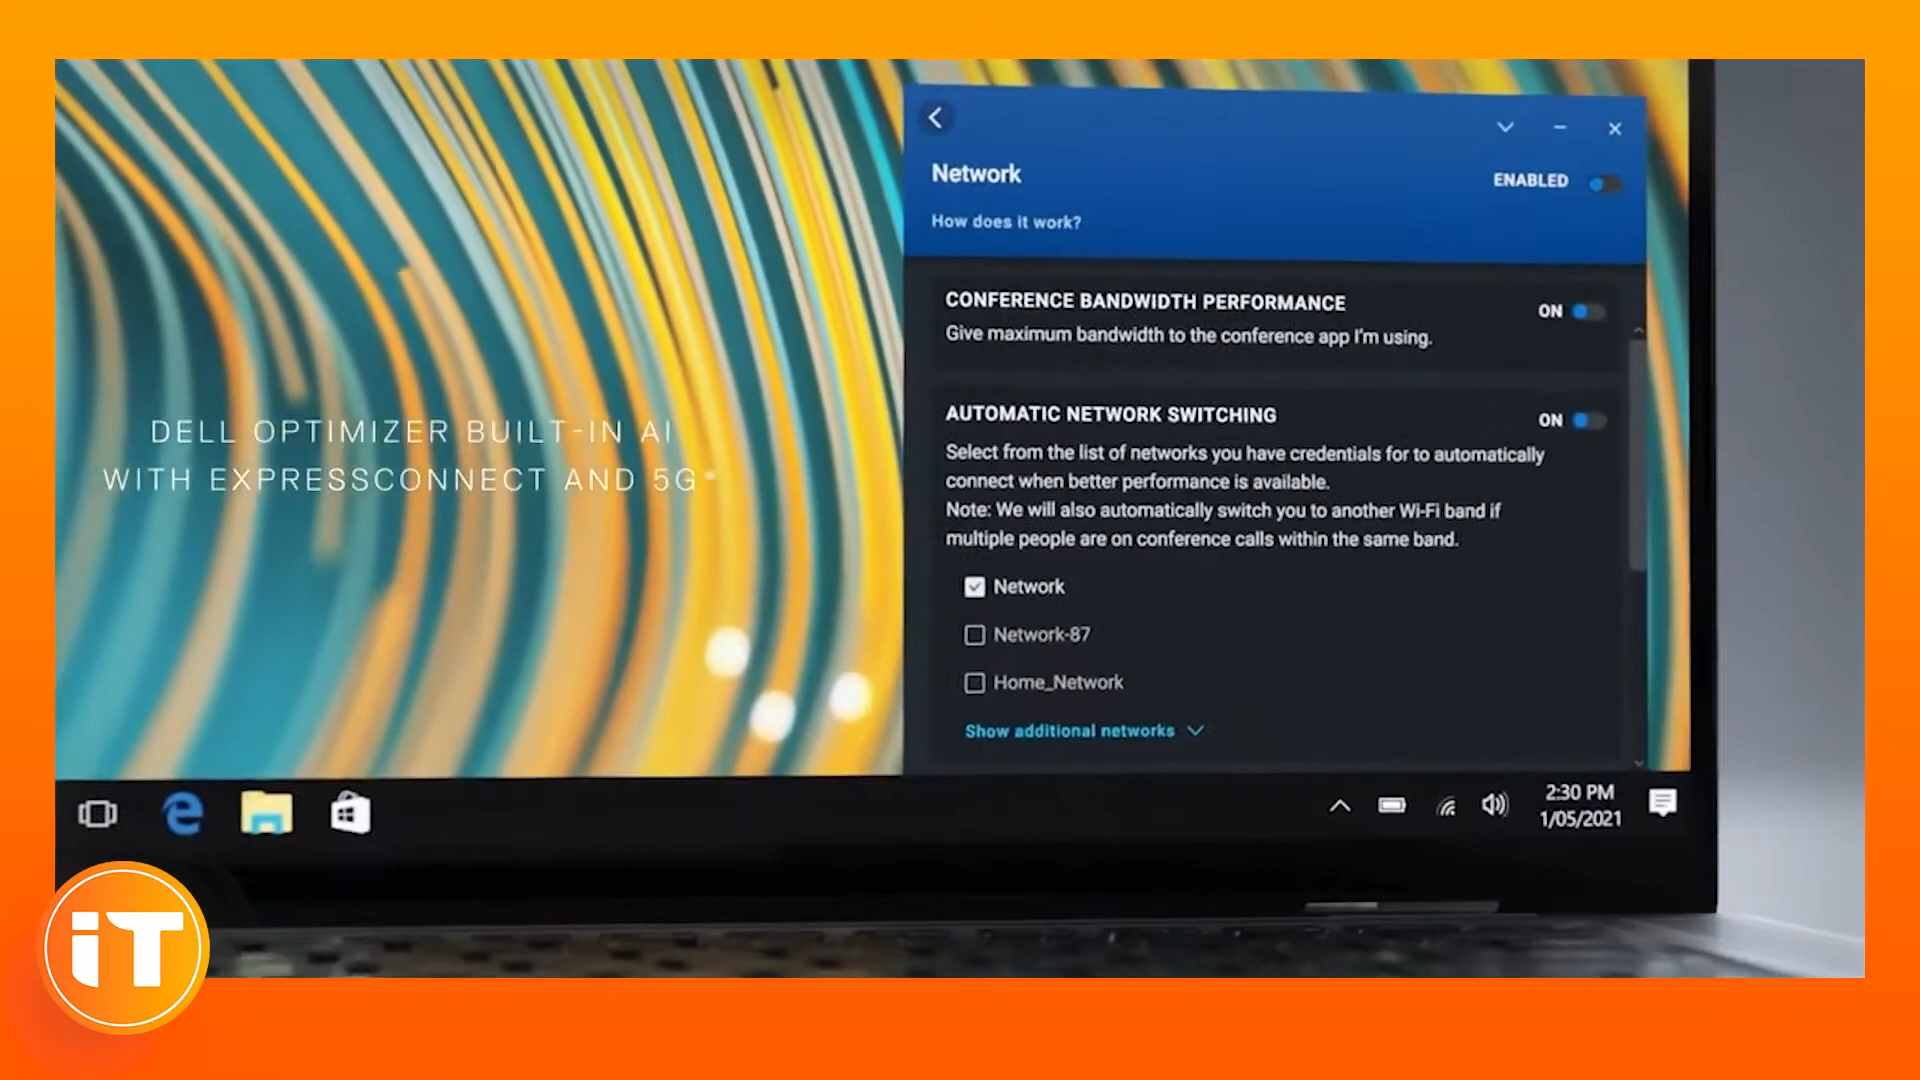 Network
ENABLED
How does it work?
CONFERENCE BANDWIDTH PERFORMANCE
ON
Give maximum bandwidth to the conference app I'm using.
AUTOMATIC NETWORK SWITCHING
ON
Select from the list of networks you have credentials for to automatically
connect when better performance is available.
Note: We will also automatically switch you to another Wi-Fi band if
multiple people are on conference calls within the same band.
Network
Network-87
Home_Network
Show additional networks
DELL OPTIMIZER BUILT-IN AI
WITH EXPRESSCONNECT AND 5G*
2:30 PM
1/05/2021
iT